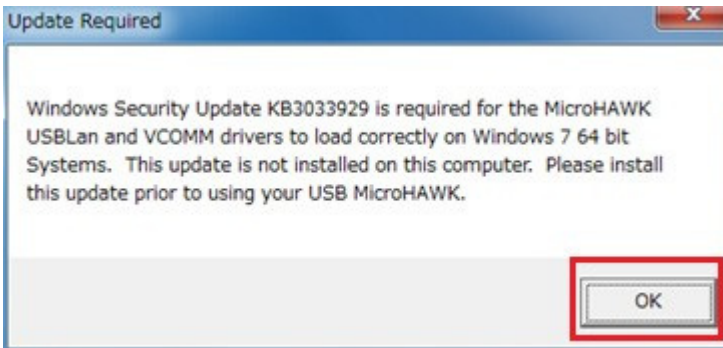 Update Required
Windows Security Update KB3033929 is required for the MicroHAWK
USBLan and VCOMM drivers to load correctly on Windows 7 64 bit
Systems.  This update is not installed on this computer.  Please install
this update prior to using your USB MicroHAWK.
OK